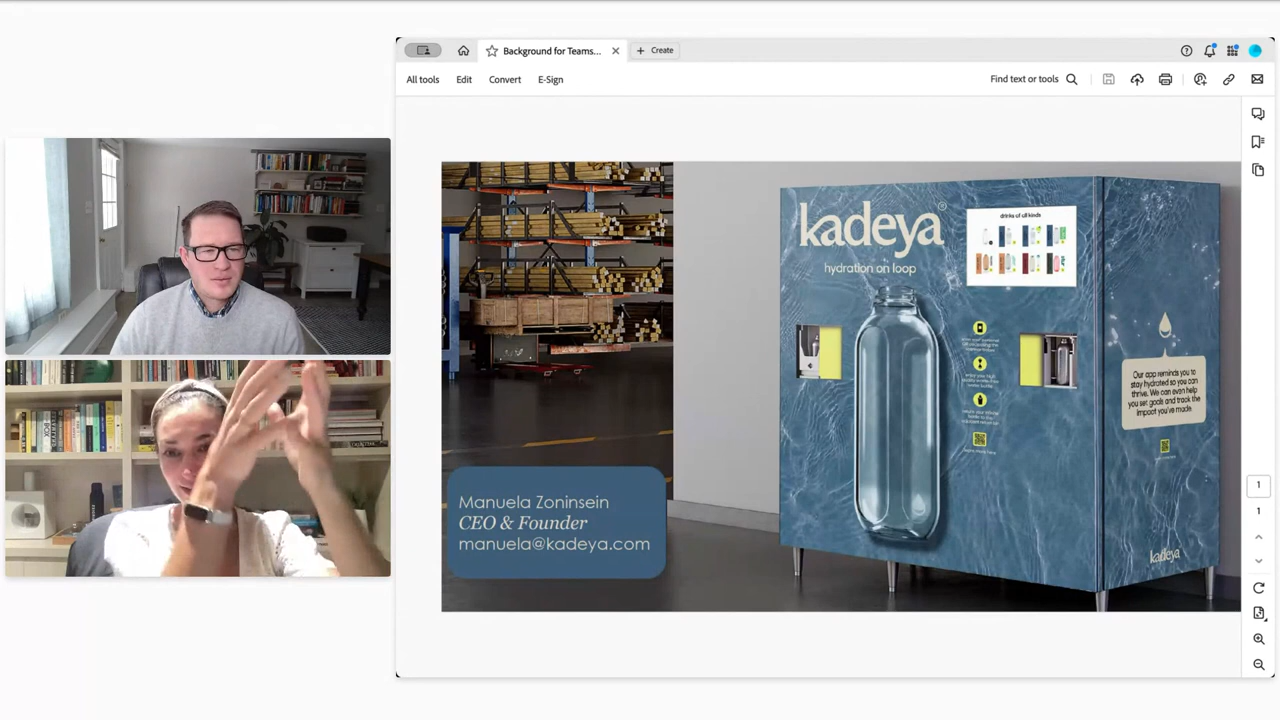 Background for Teams...
Create
All tools
Edit
Convert
E-Sign
Find text or tools
kadeya
hydration on loop
drinks of all kinds
Our app reminds you to
stay hydrated so you can
thrive. We can even help
you set goals and track the
impact you've made
kadeya
Manuela Zoninsein
CEO & Founder
manuela@kadeya.com
1
1